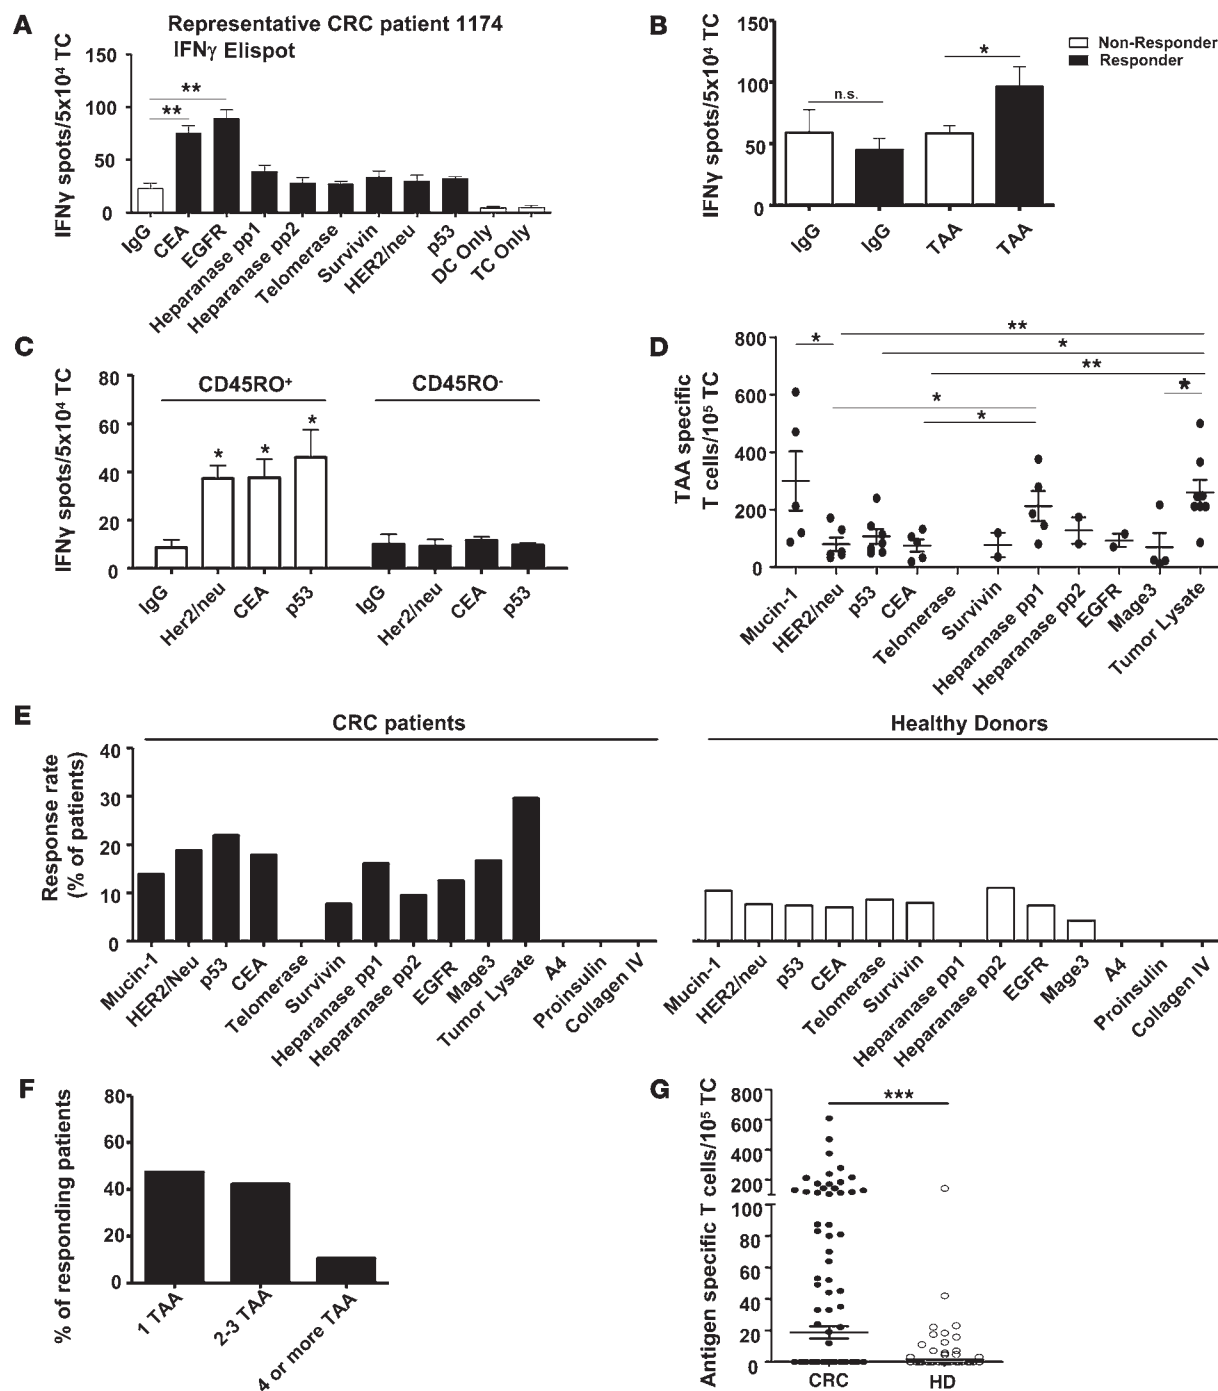 A
Representative CRC patient 1174
IFNγ Elispot
IFNγ spots/5x10⁴ TC
150
100
50
0
**
**
IgG
CEA
EGFR
Heparanase pp1
Heparanase pp2
Telomerase
Survivin
HER2/neu
p53
DC Only
TC Only
B
IFNγ spots/5x10⁴ TC
150
100
50
0
n.s.
*
IgG
IgG
TAA
TAA
Non-Responder
Responder
C
IFNγ spots/5x10⁴ TC
80
60
40
20
0
CD45RO⁺
CD45RO⁻
*
*
*
IgG
Her2/neu
CEA
p53
IgG
Her2/neu
CEA
p53
D
TAA specific
T cells/10⁵ TC
800
600
400
200
0
**
*
*
**
*
*
*
Mucin-1
HER2/neu
p53
CEA
Telomerase
Survivin
Heparanase pp1
Heparanase pp2
EGFR
Mage3
Tumor Lysate
E
CRC patients
Healthy Donors
Response rate
(% of patients)
40
30
20
10
0
Mucin-1
HER2/Neu
p53
CEA
Telomerase
Survivin
Heparanase pp1
Heparanase pp2
EGFR
Mage3
Tumor Lysate
A4
Proinsulin
Collagen IV
Mucin-1
HER2/neu
p53
CEA
Telomerase
Survivin
Heparanase pp1
Heparanase pp2
EGFR
Mage3
A4
Proinsulin
Collagen IV
F
% of responding patients
80
60
40
20
0
1 TAA
2-3 TAA
4 or more TAA
G
Antigen specific T cells/10⁵ TC
800
600
400
200
100
80
60
40
20
0
***
CRC
HD